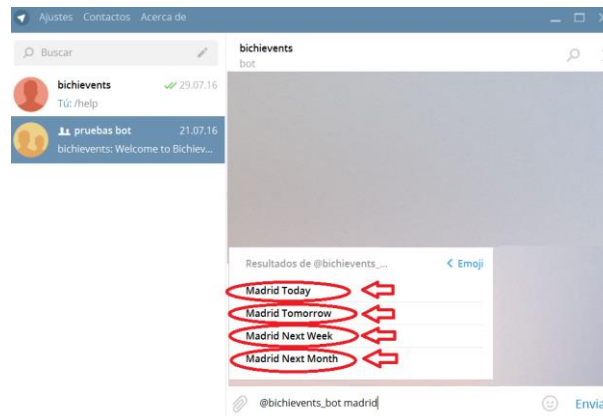 Ajustes Contactos Acerca de
Buscar
bichievents 29.07.16
Tú: /help
pruebas bot 21.07.16
bichievents: Welcome to Bichiev...
bichievents
bot
Resultados de @bichievents_... < Emoji
Madrid Today
Madrid Tomorrow
Madrid Next Week
Madrid Next Month
@bichievents_bot madrid
Envia